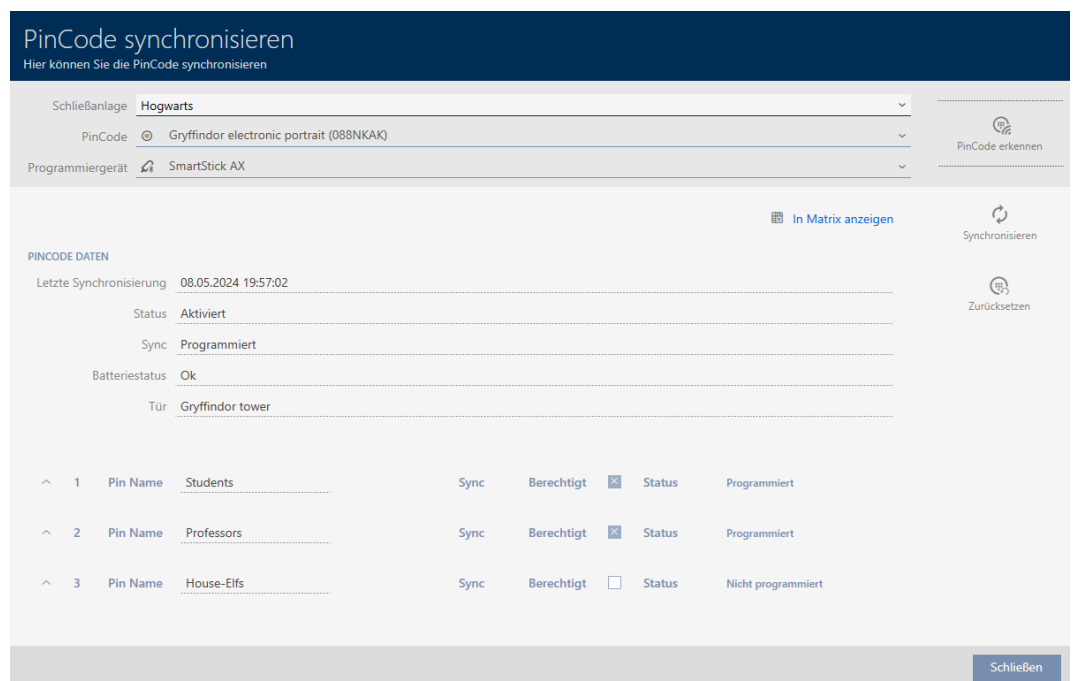 PinCode synchronisieren
Hier können Sie die PinCode synchronisieren
Schließanlage Hogwarts
PinCode Gryffindor electronic portrait (088NKAK)
PinCode erkennen
Programmiergerät SmartStick AX
In Matrix anzeigen
Synchronisieren
PINCODE DATEN
Letzte Synchronisierung 08.05.2024 19:57:02
Zurücksetzen
Status Aktiviert
Sync Programmiert
Batteriestatus Ok
Tür Gryffindor tower
1 Pin Name Students Sync Berechtigt Status Programmiert
2 Pin Name Professors Sync Berechtigt Status Programmiert
3 Pin Name House-Elfs Sync Berechtigt Status Nicht programmiert
Schließen